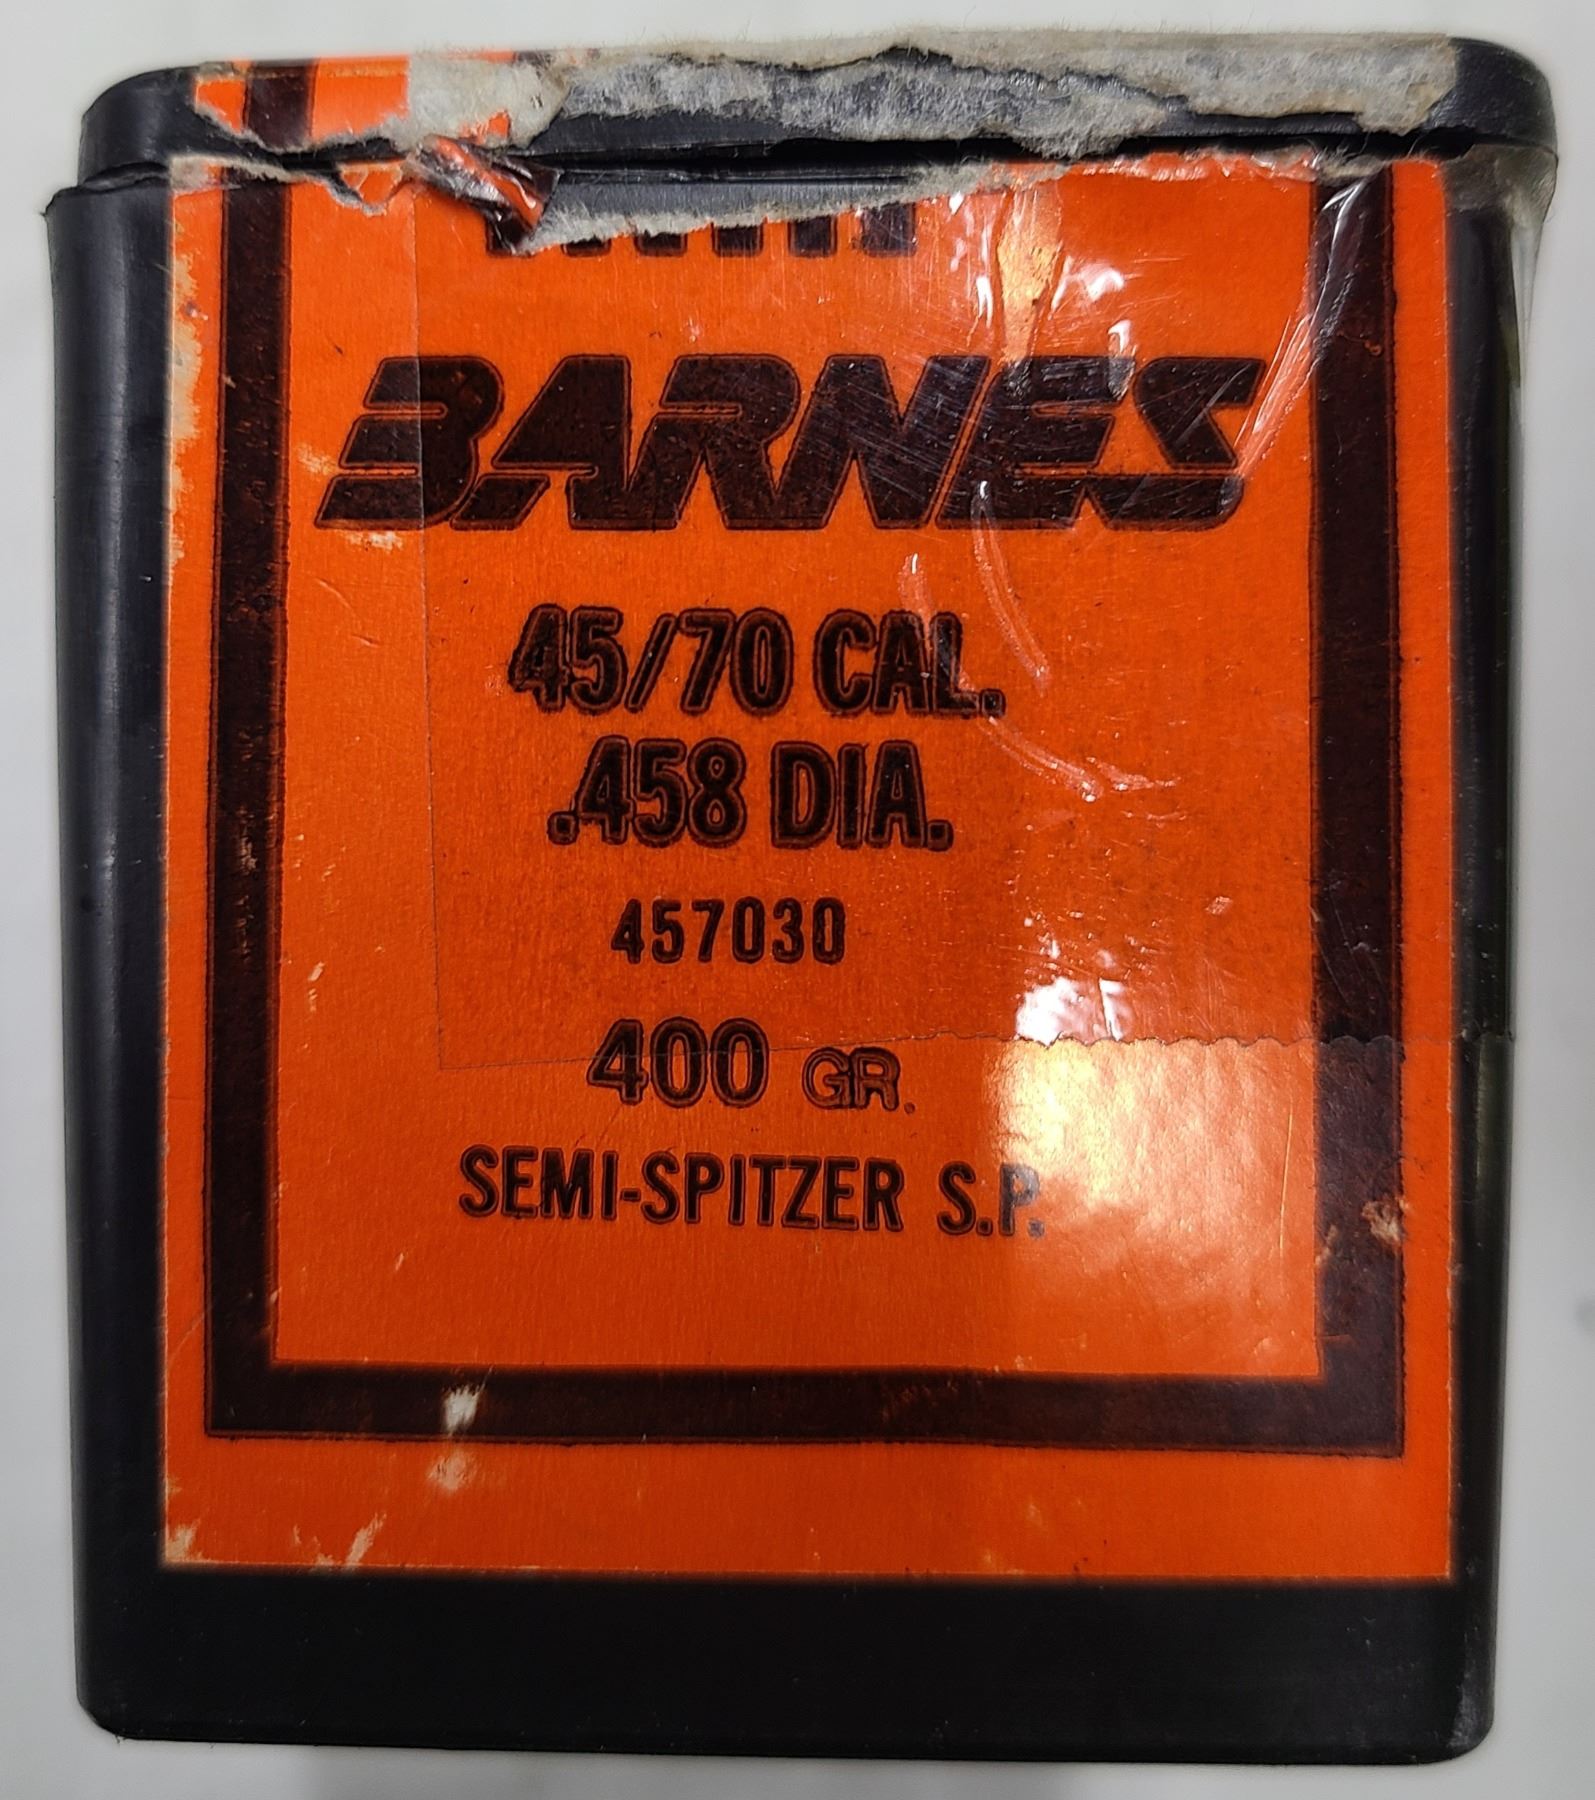 BARNES
45/70 CAL.
.458 DIA.
457030
400 GR.
SEMI-SPITZER S.P.